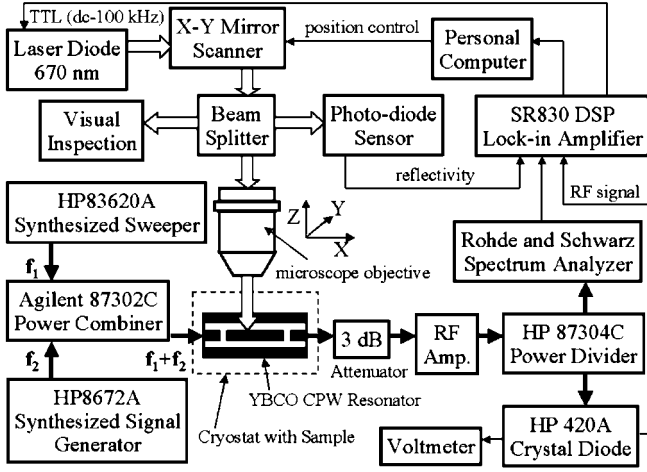 TTL (dc-100 kHz)
Laser Diode
670 nm
X-Y Mirror
Scanner
position control
Personal
Computer
Visual
Inspection
Beam
Splitter
Photo-diode
Sensor
SR830 DSP
Lock-in Amplifier
reflectivity
RF signal
HP83620A
Synthesized Sweeper
Z
Y
X
microscope objective
Rohde and Schwarz
Spectrum Analyzer
f1
Agilent 87302C
Power Combiner
f2
f1+f2
3 dB
Attenuator
RF
Amp.
HP 87304C
Power Divider
HP8672A
Synthesized Signal
Generator
YBCO CPW Resonator
Cryostat with Sample
Voltmeter
HP 420A
Crystal Diode